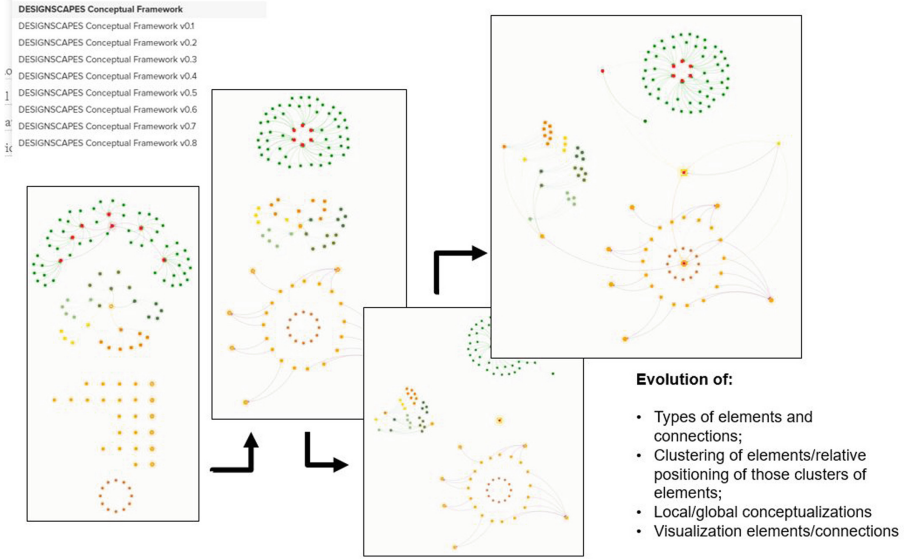 DESIGNSCAPES Conceptual Framework
DESIGNSCAPES Conceptual Framework v0.1
DESIGNSCAPES Conceptual Framework v0.2
DESIGNSCAPES Conceptual Framework v0.3
DESIGNSCAPES Conceptual Framework v0.4
DESIGNSCAPES Conceptual Framework v0.5
DESIGNSCAPES Conceptual Framework v0.6
DESIGNSCAPES Conceptual Framework v0.7
DESIGNSCAPES Conceptual Framework v0.8
Evolution of:
• Types of elements and
connections;
• Clustering of elements/relative
positioning of those clusters of
elements;
• Local/global conceptualizations
• Visualization elements/connections